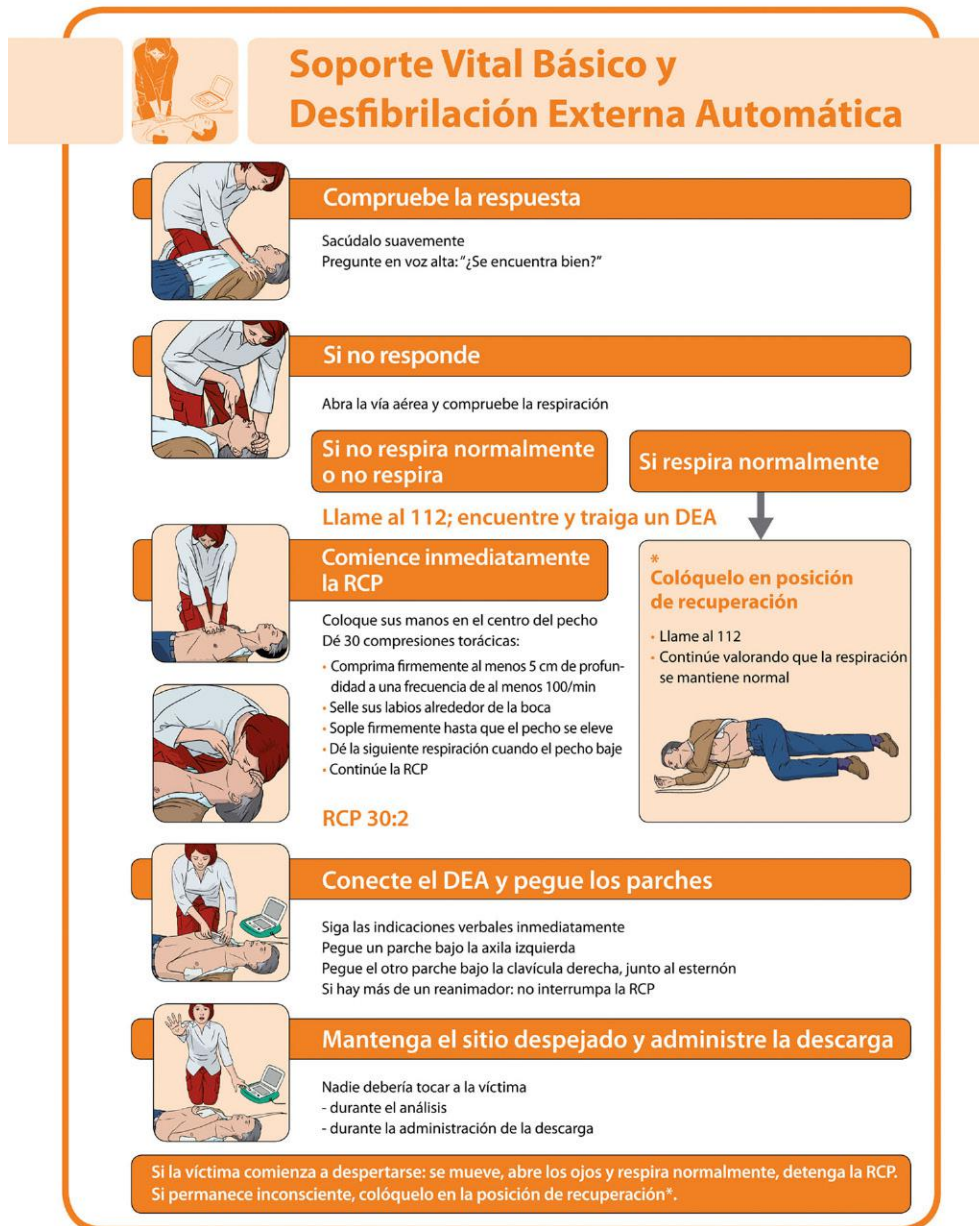 Soporte Vital Básico y
Desfibrilación Externa Automática
Compruebe la respuesta
Sacúdalo suavemente
Pregunte en voz alta: "¿Se encuentra bien?"
Si no responde
Abra la vía aérea y compruebe la respiración
Si no respira normalmente
o no respira
Si respira normalmente
Llame al 112; encuentre y traiga un DEA
Comience inmediatamente
la RCP
Coloque sus manos en el centro del pecho
Dé 30 compresiones torácicas:
• Comprima firmemente al menos 5 cm de profun-
didad a una frecuencia de al menos 100/min
• Selle sus labios alrededor de la boca
• Sople firmemente hasta que el pecho se eleve
• Dé la siguiente respiración cuando el pecho baje
• Continúe la RCP
RCP 30:2
*
Colóquelo en posición
de recuperación
• Llame al 112
• Continúe valorando que la respiración
se mantiene normal
Conecte el DEA y pegue los parches
Siga las indicaciones verbales inmediatamente
Pegue un parche bajo la axila izquierda
Pegue el otro parche bajo la clavícula derecha, junto al esternón
Si hay más de un reanimador: no interrumpa la RCP
Mantenga el sitio despejado y administre la descarga
Nadie debería tocar a la víctima
- durante el análisis
- durante la administración de la descarga
Si la víctima comienza a despertarse: se mueve, abre los ojos y respira normalmente, detenga la RCP.
Si permanece inconsciente, colóquelo en la posición de recuperación*.